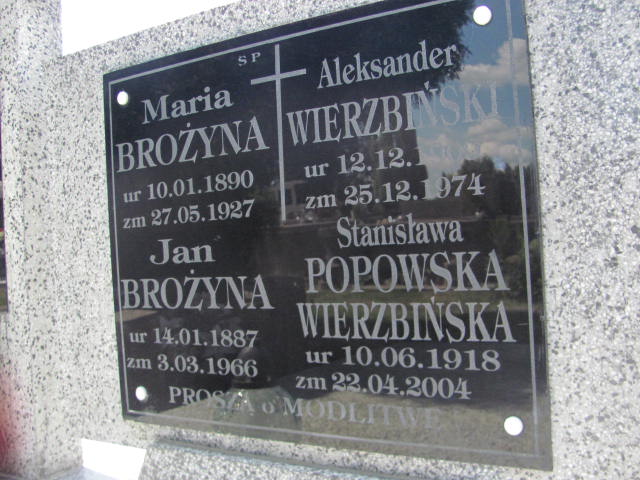 SP
Maria
BROŻYNA
ur 10.01.1890
zm 27.05.1927
Jan
BROŻYNA
ur 14.01.1887
zm 3.03.1966
Aleksander
WIERZBIŃSKI
ur 12.12.
zm 25.12.1974
Stanisława
POPOWSKA
WIERZBIŃSKA
ur 10.06.1918
zm 22.04.2004
PROSZĄ o MODLITWĘ